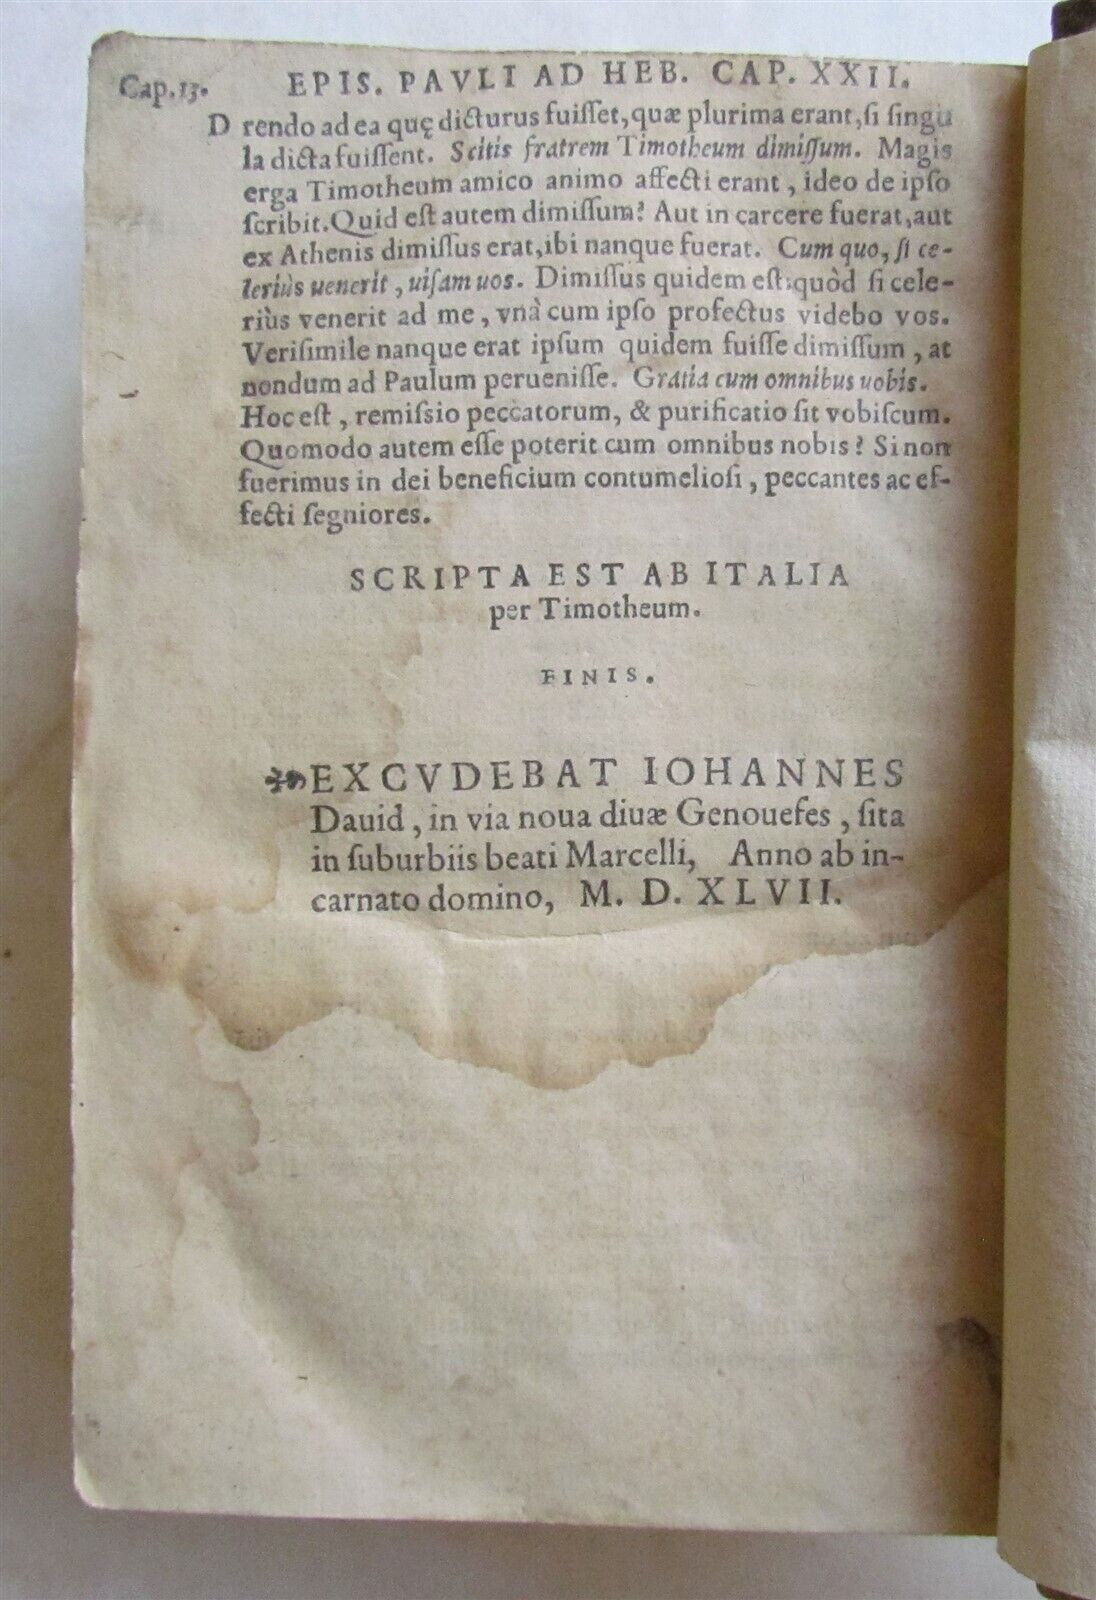 Cap.13. EPIS. PAVLI AD HEB. CAP. XXII.
D rendo ad ea quę dicturus fuiſſet, quæ plurima erant, ſi ſingu
la dicta fuiſſent. Scitis fratrem Timotheum dimiſſum. Magis
erga Timotheum amico animo affecti erant, ideo de ipſo
ſcribit. Quid eſt autem dimiſſum? Aut in carcere fuerat, aut
ex Athenis dimiſſus erat, ibi nanque fuerat. Cum quo, ſi ce-
leriùs uenerit, uiſam uos. Dimiſſus quidem eſt: quòd ſi cele-
riùs venerit ad me, vnà cum ipſo profectus videbo vos.
Veriſimile nanque erat ipſum quidem fuiſſe dimiſſum, at
nondum ad Paulum perueniſſe. Gratia cum omnibus uobis.
Hoc eſt, remiſsio peccatorum, & purificatio ſit vobiſcum.
Quomodo autem eſſe poterit cum omnibus nobis? Si non
fuerimus in dei beneficium contumelioſi, peccantes ac ef-
fecti ſegniores.
SCRIPTA EST AB ITALIA
per Timotheum.
FINIS.
EXCVDEBAT IOHANNES
Dauid, in via noua diuæ Genouefes, ſita
in ſuburbiis beati Marcelli, Anno ab in-
carnato domino, M. D. XLVII.